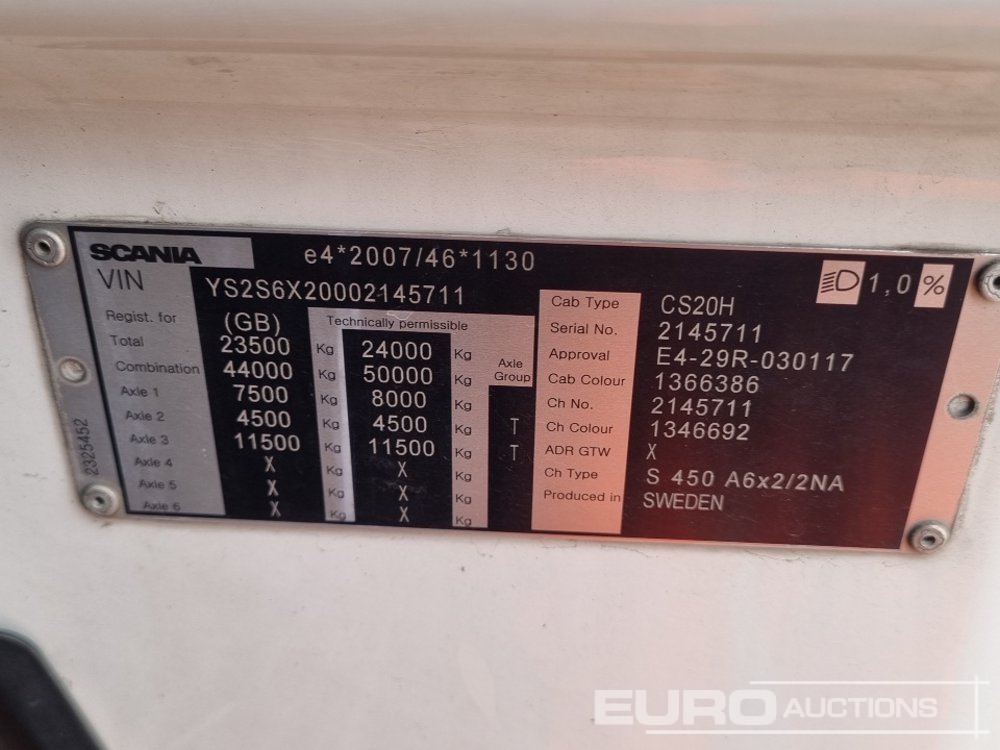 SCANIA e4*2007/46*1130
VIN YS2S6X20002145711 1,0 %
Regist. for (GB) Technically permissible
Total 23500 Kg 24000 Kg Axle Group
Combination 44000 Kg 50000 Kg
Axle 1 7500 Kg 8000 Kg
Axle 2 4500 Kg 4500 Kg T
Axle 3 11500 Kg 11500 Kg T
Axle 4 X Kg X Kg
Axle 5 X Kg X Kg
Axle 6 X Kg X Kg
2325452
Cab Type CS20H
Serial No. 2145711
Approval E4-29R-030117
Cab Colour 1366386
Ch No. 2145711
Ch Colour 1346692
ADR GTW X
Ch Type S 450 A6x2/2NA
Produced in SWEDEN
EURO AUCTIONS